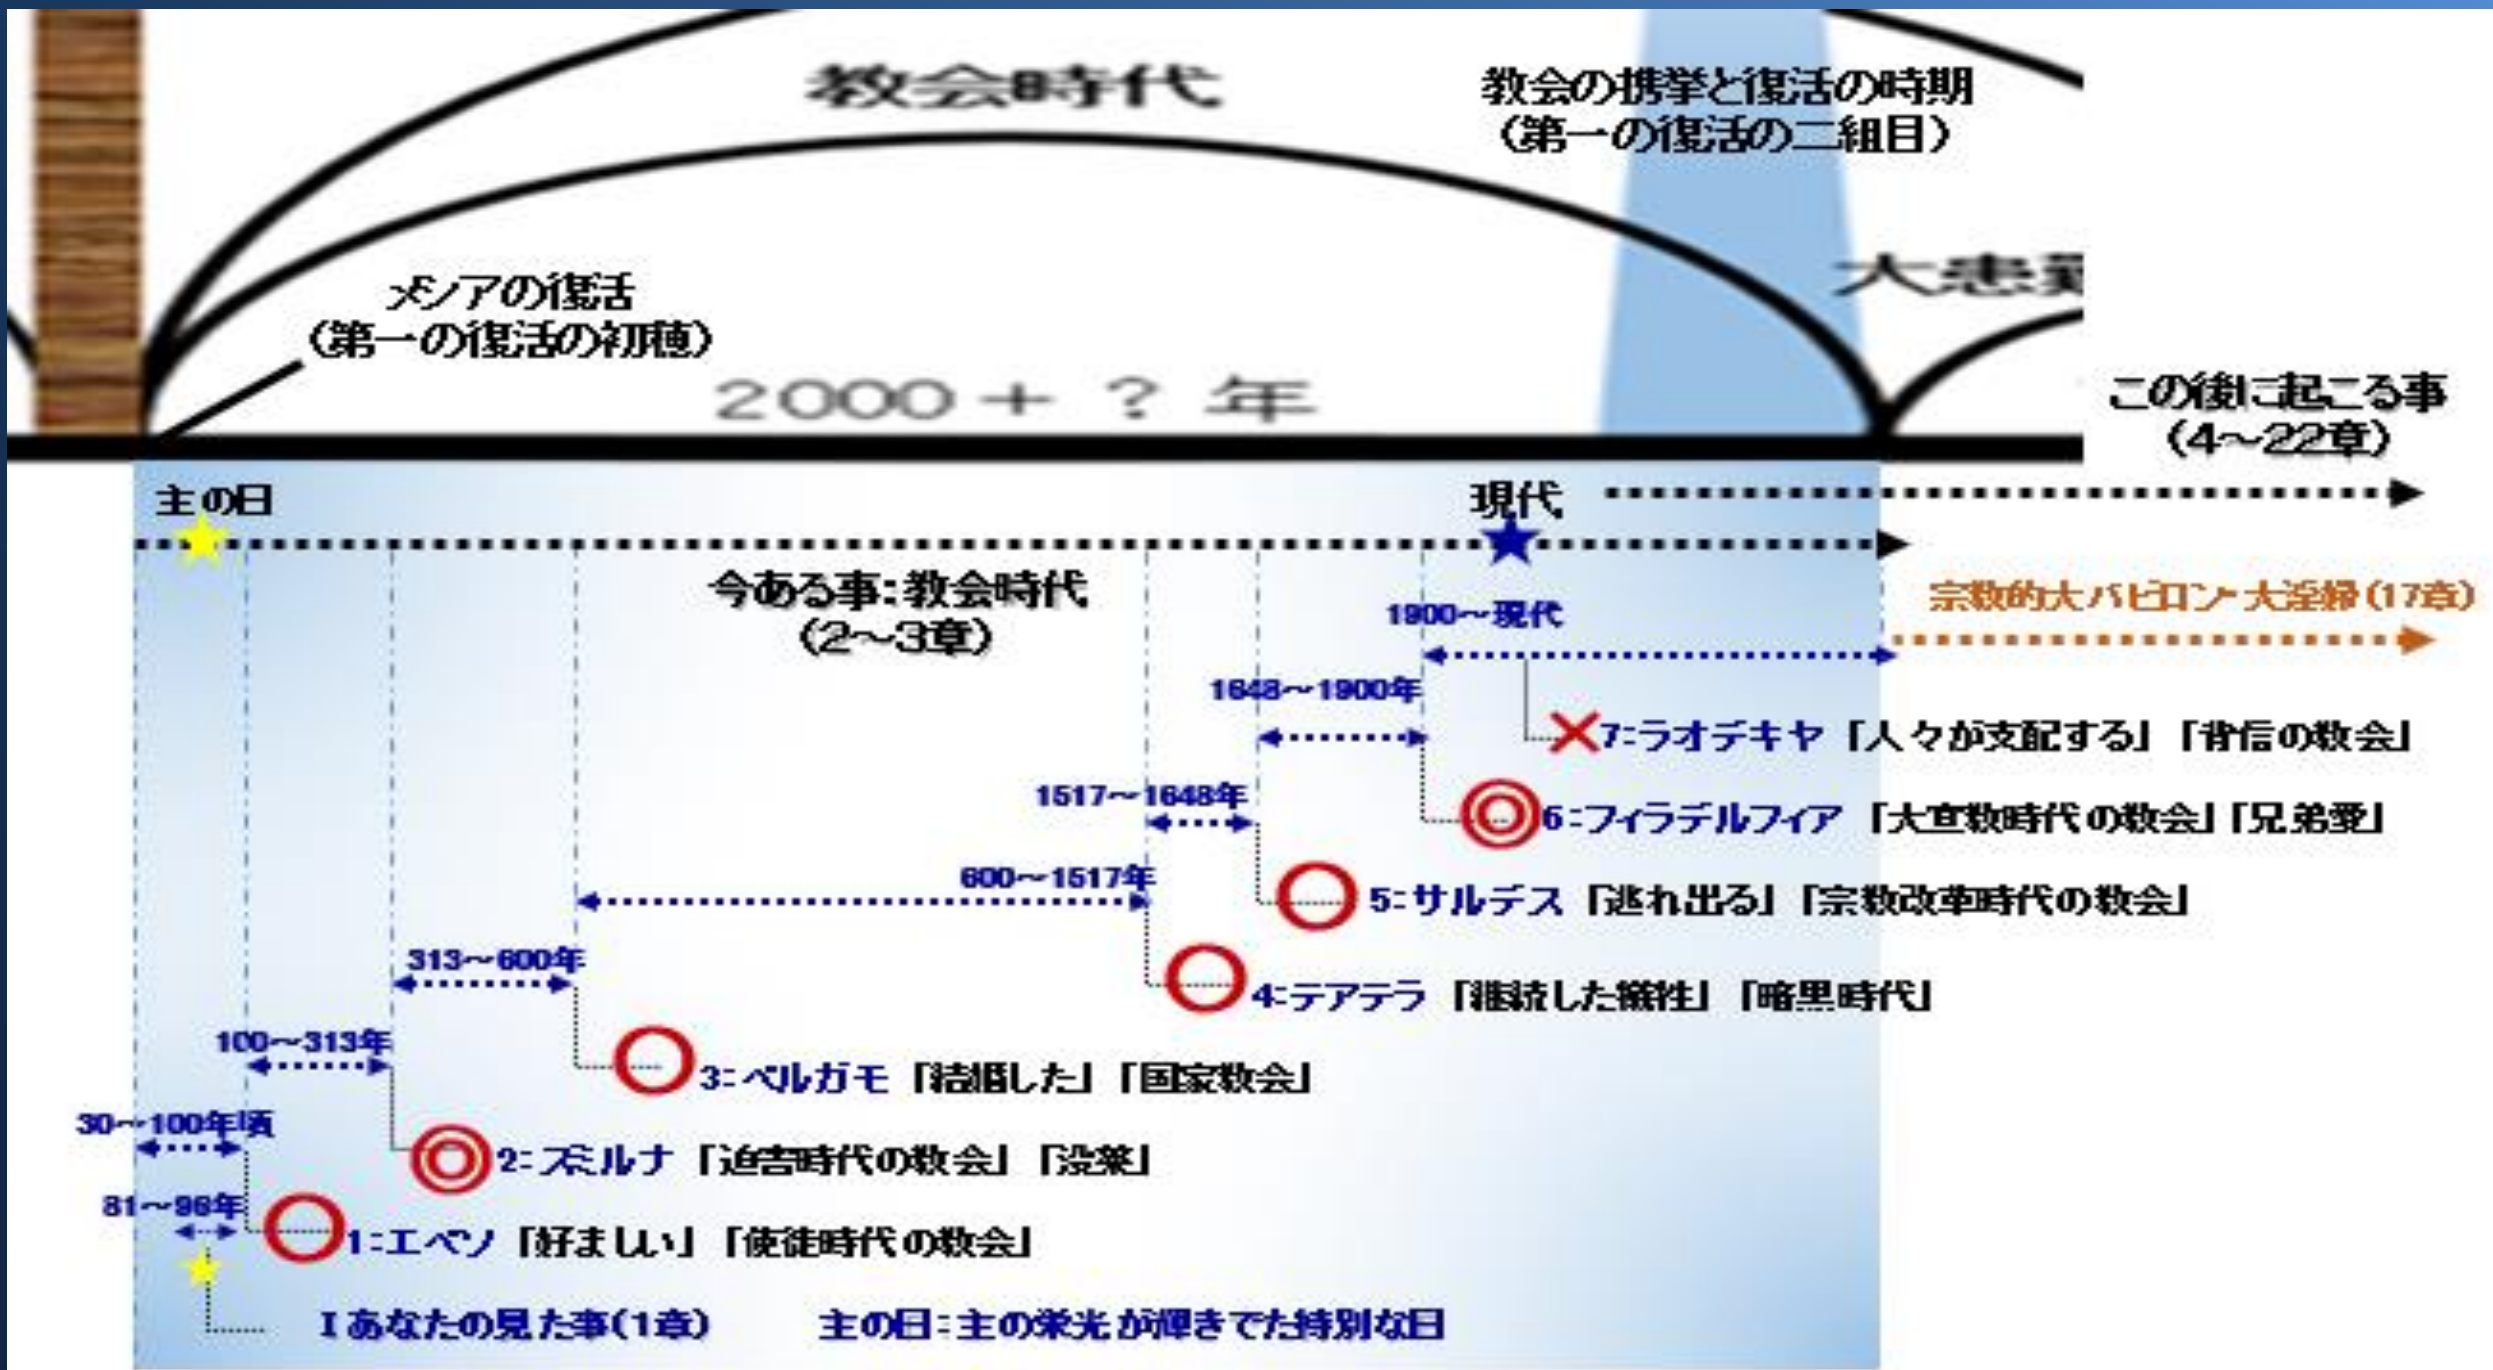 教会時代
教会の携挙と復活の時期
（第一の復活の二組目）
メシアの復活
（第一の復活の初穂）
大患難
2000＋？年
この後に起こる事
（4～22章）
主の日
現代
今ある事：教会時代
（2～3章）
宗教的大バビロン・大淫婦（17章）
1900～現代
1648～1900年
7：ラオデキヤ「人々が支配する」「背信の教会」
1517～1648年
6：フィラデルフィア「大宣教時代の教会」「兄弟愛」
600～1517年
5：サルデス「逃れ出る」「宗教改革時代の教会」
313～600年
4：テアテラ「継続した犠牲」「暗黒時代」
100～313年
3：ペルガモ「結婚した」「国家教会」
30～100年頃
2：スミルナ「迫害時代の教会」「没薬」
81～96年
1：エペソ「好ましい」「使徒時代の教会」
Ⅰあなたの見た事（1章）　主の日：主の栄光が輝きでた特別な日